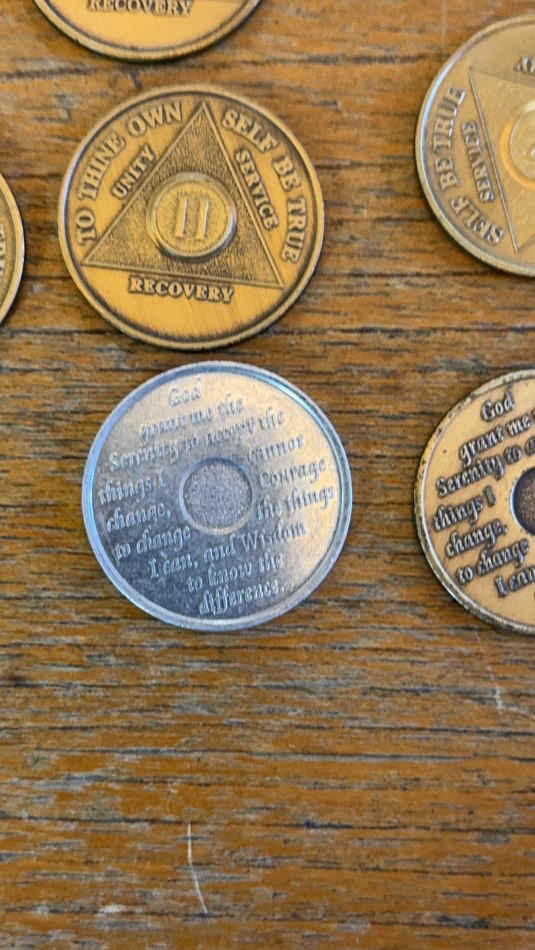 RECOVERY
TO THINE OWN SELF BE TRUE
UNITY
SERVICE
II
RECOVERY
SELF BE TRUE
SERVICE
God
grant me the
Serenity to accept the
things I cannot
change, Courage
to change the things
I can, and Wisdom
to know the
difference.
God
grant me
Serenity to
things I
change,
to change
I can